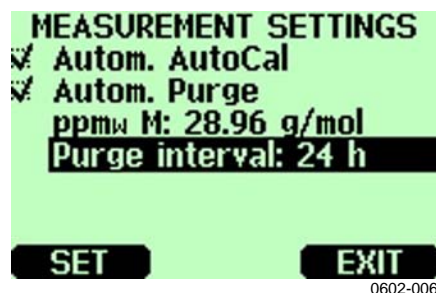 MEASUREMENT SETTINGS
Autom. AutoCal
Autom. Purge
ppmw M: 28.96 g/mol
Purge interval: 24 h
SET EXIT
0602-006